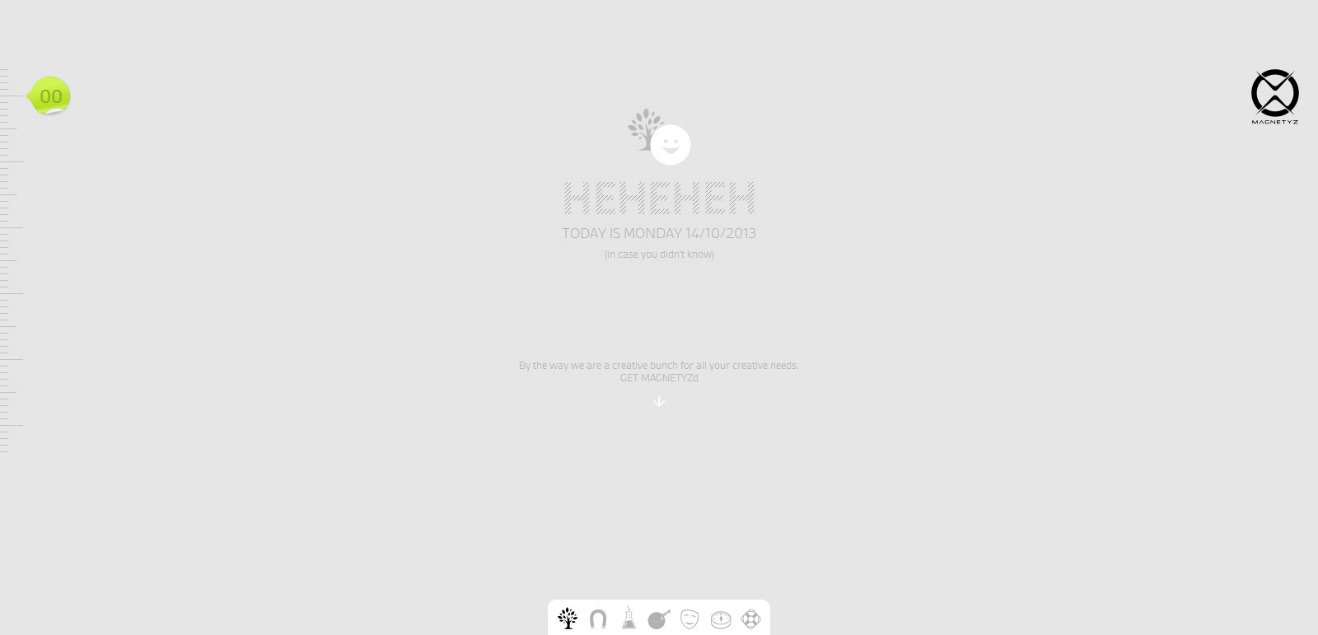 00
MAGNETYZ
HEHEHEH
TODAY IS MONDAY 14/10/2013
(in case you didn't know)
By the way we are a creative bunch for all your creative needs.
GET MAGNETYZd